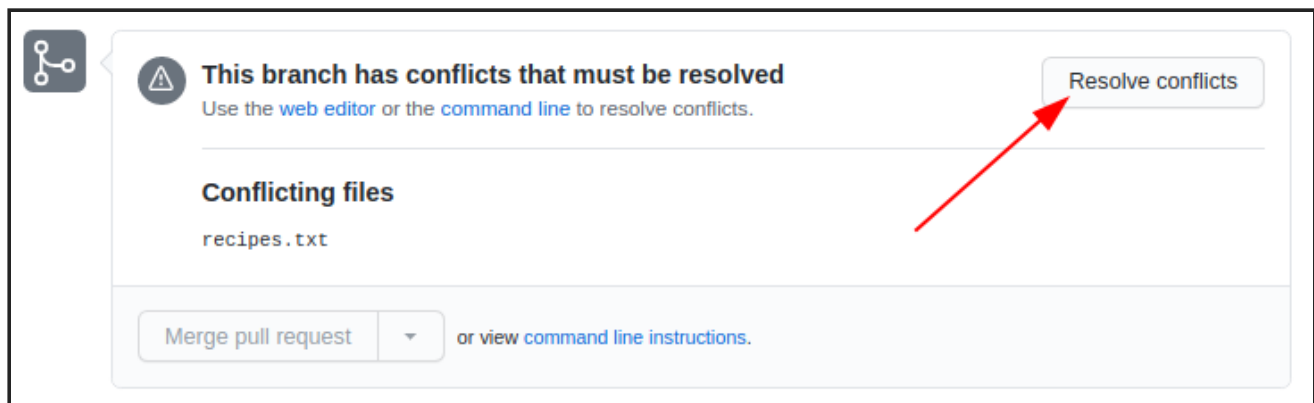 This branch has conflicts that must be resolved
Resolve conflicts
Use the web editor or the command line to resolve conflicts.
Conflicting files
recipes.txt
Merge pull request
or view command line instructions.